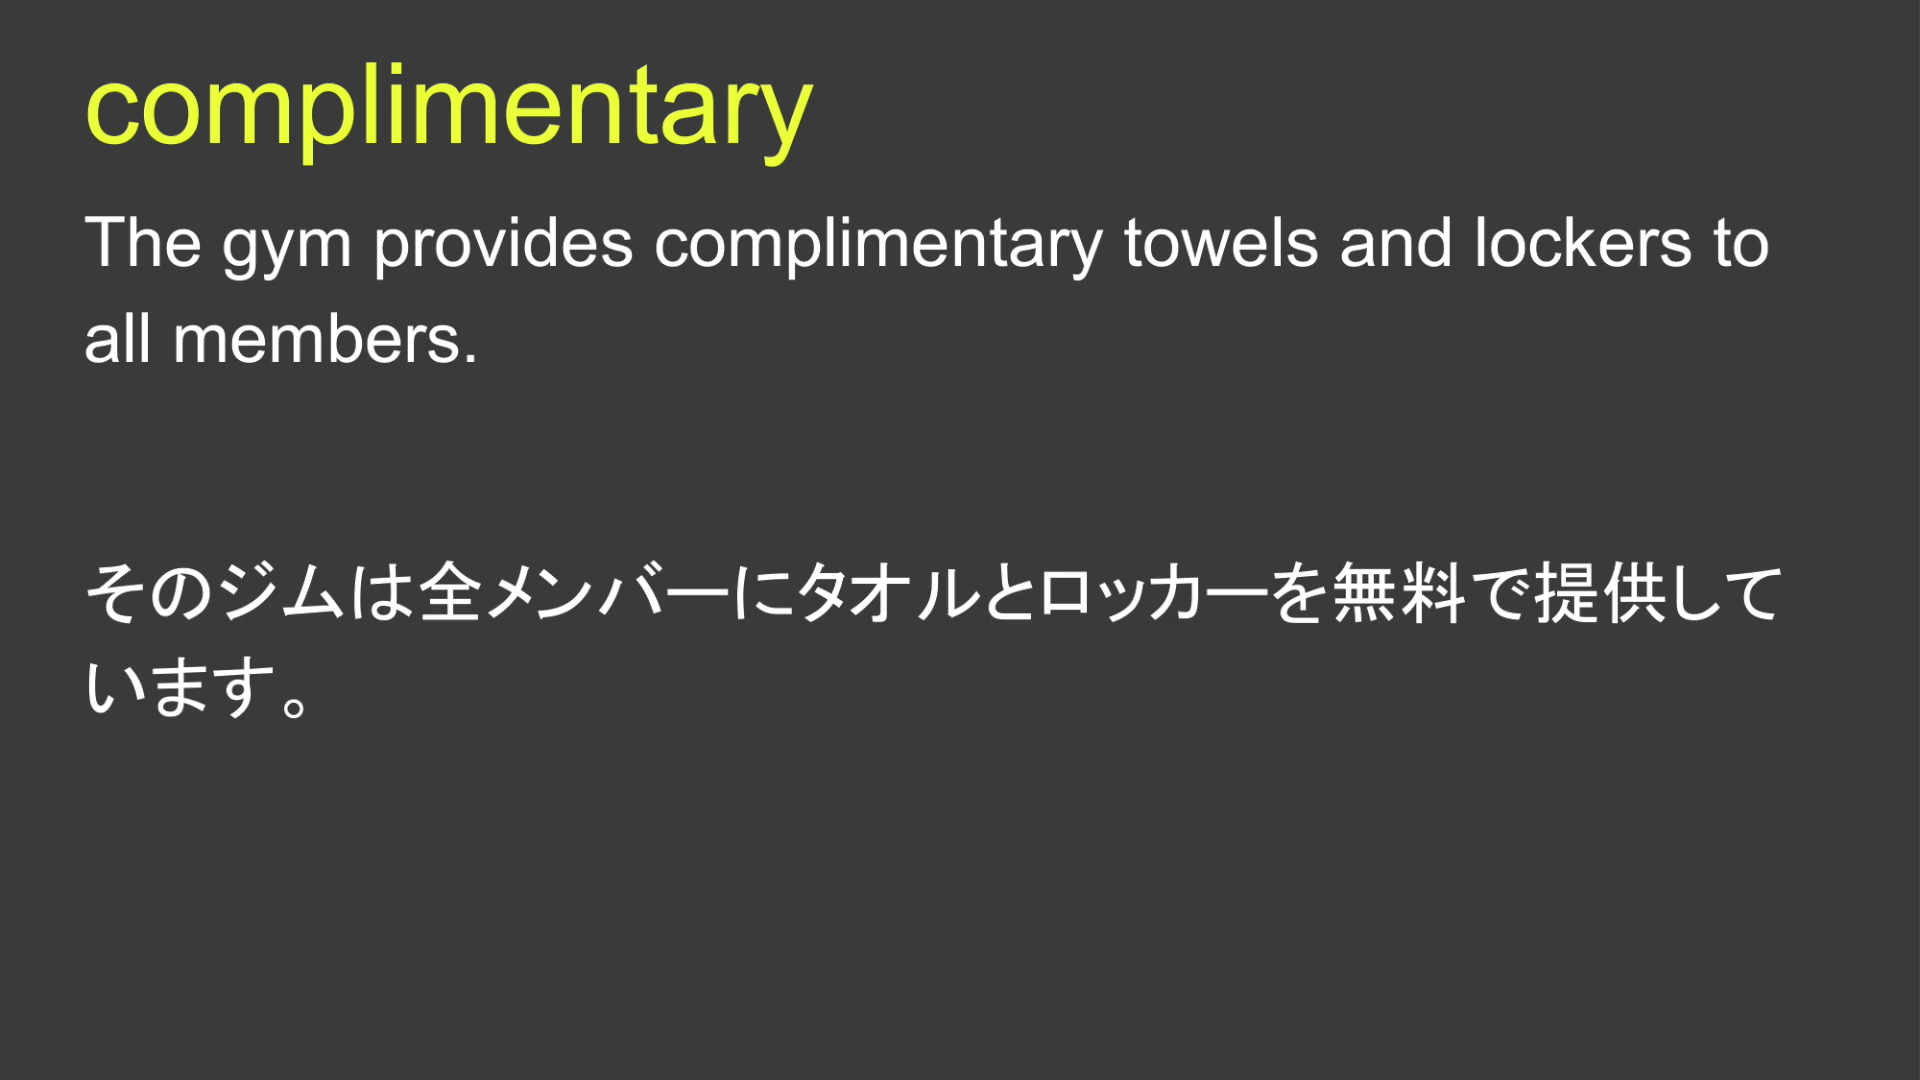 complimentary
The gym provides complimentary towels and lockers to
all members.
そのジムは全メンバーにタオルとロッカーを無料で提供して
います。